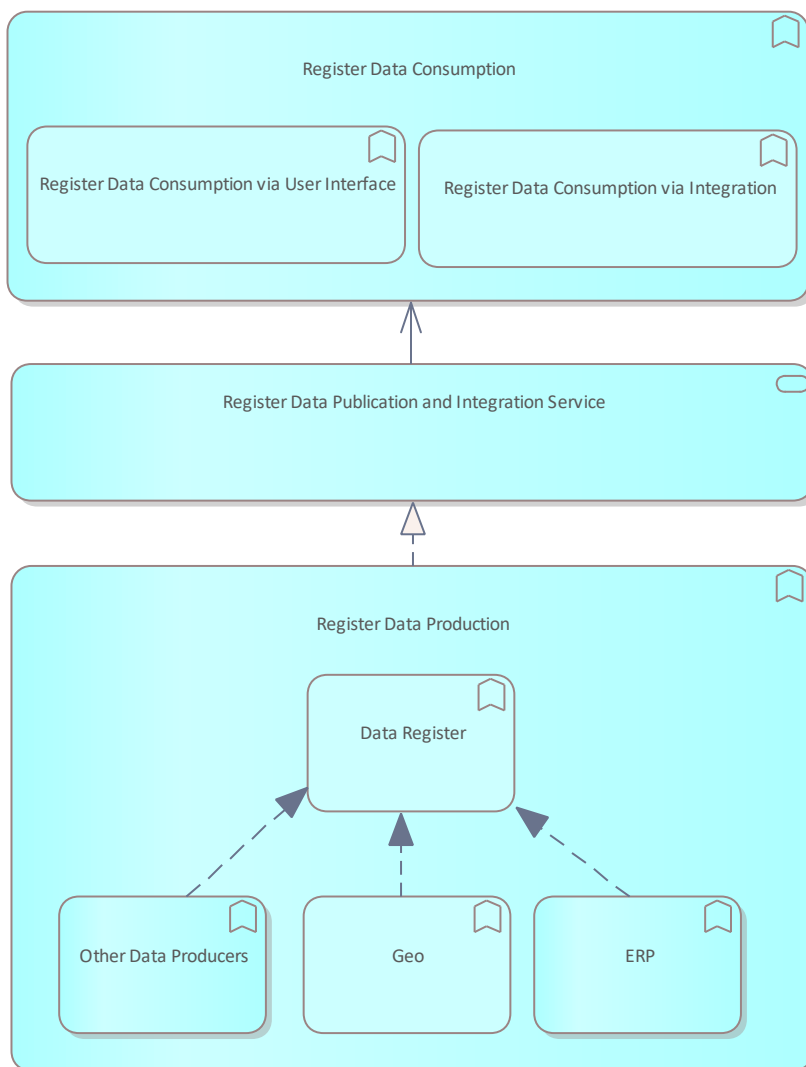 Register Data Consumption
Register Data Consumption via User Interface
Register Data Consumption via Integration
Register Data Publication and Integration Service
Register Data Production
Data Register
Other Data Producers
Geo
ERP